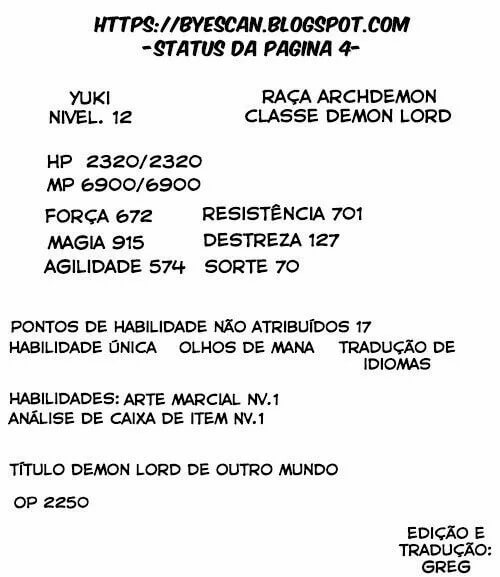 HTTPS://BYESCAN.BLOGSPOT.COM
-STATUS DA PAGINA 4-
YUKI
NIVEL. 12
RAÇA ARCHDEMON
CLASSE DEMON LORD
HP 2320/2320
MP 6900/6900
FORÇA 672 RESISTÊNCIA 701
MAGIA 915 DESTREZA 127
AGILIDADE 574 SORTE 70
PONTOS DE HABILIDADE NÃO ATRIBUÍDOS 17
HABILIDADE ÚNICA OLHOS DE MANA TRADUÇÃO DE
IDIOMAS
HABILIDADES: ARTE MARCIAL NV.1
ANÁLISE DE CAIXA DE ITEM NV.1
TÍTULO DEMON LORD DE OUTRO MUNDO
OP 2250
EDIÇÃO E
TRADUÇÃO:
GREG